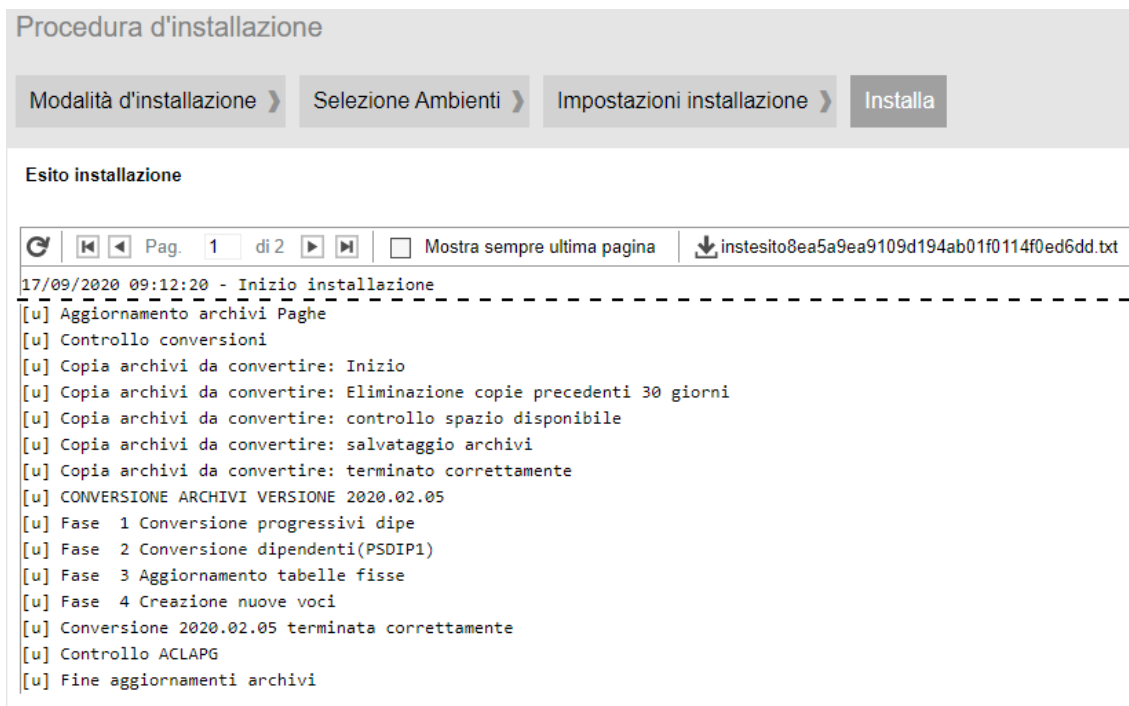 Procedura d'installazione
Modalità d'installazione ❱ Selezione Ambienti ❱ Impostazioni installazione ❱ Installa
Esito installazione
Pag. 1 di 2 Mostra sempre ultima pagina instesito8ea5a9ea9109d194ab01f0114f0ed6dd.txt
17/09/2020 09:12:20 - Inizio installazione
[u] Aggiornamento archivi Paghe
[u] Controllo conversioni
[u] Copia archivi da convertire: Inizio
[u] Copia archivi da convertire: Eliminazione copie precedenti 30 giorni
[u] Copia archivi da convertire: controllo spazio disponibile
[u] Copia archivi da convertire: salvataggio archivi
[u] Copia archivi da convertire: terminato correttamente
[u] CONVERSIONE ARCHIVI VERSIONE 2020.02.05
[u] Fase  1 Conversione progressivi dipe
[u] Fase  2 Conversione dipendenti(PSDIP1)
[u] Fase  3 Aggiornamento tabelle fisse
[u] Fase  4 Creazione nuove voci
[u] Conversione 2020.02.05 terminata correttamente
[u] Controllo ACLAPG
[u] Fine aggiornamenti archivi